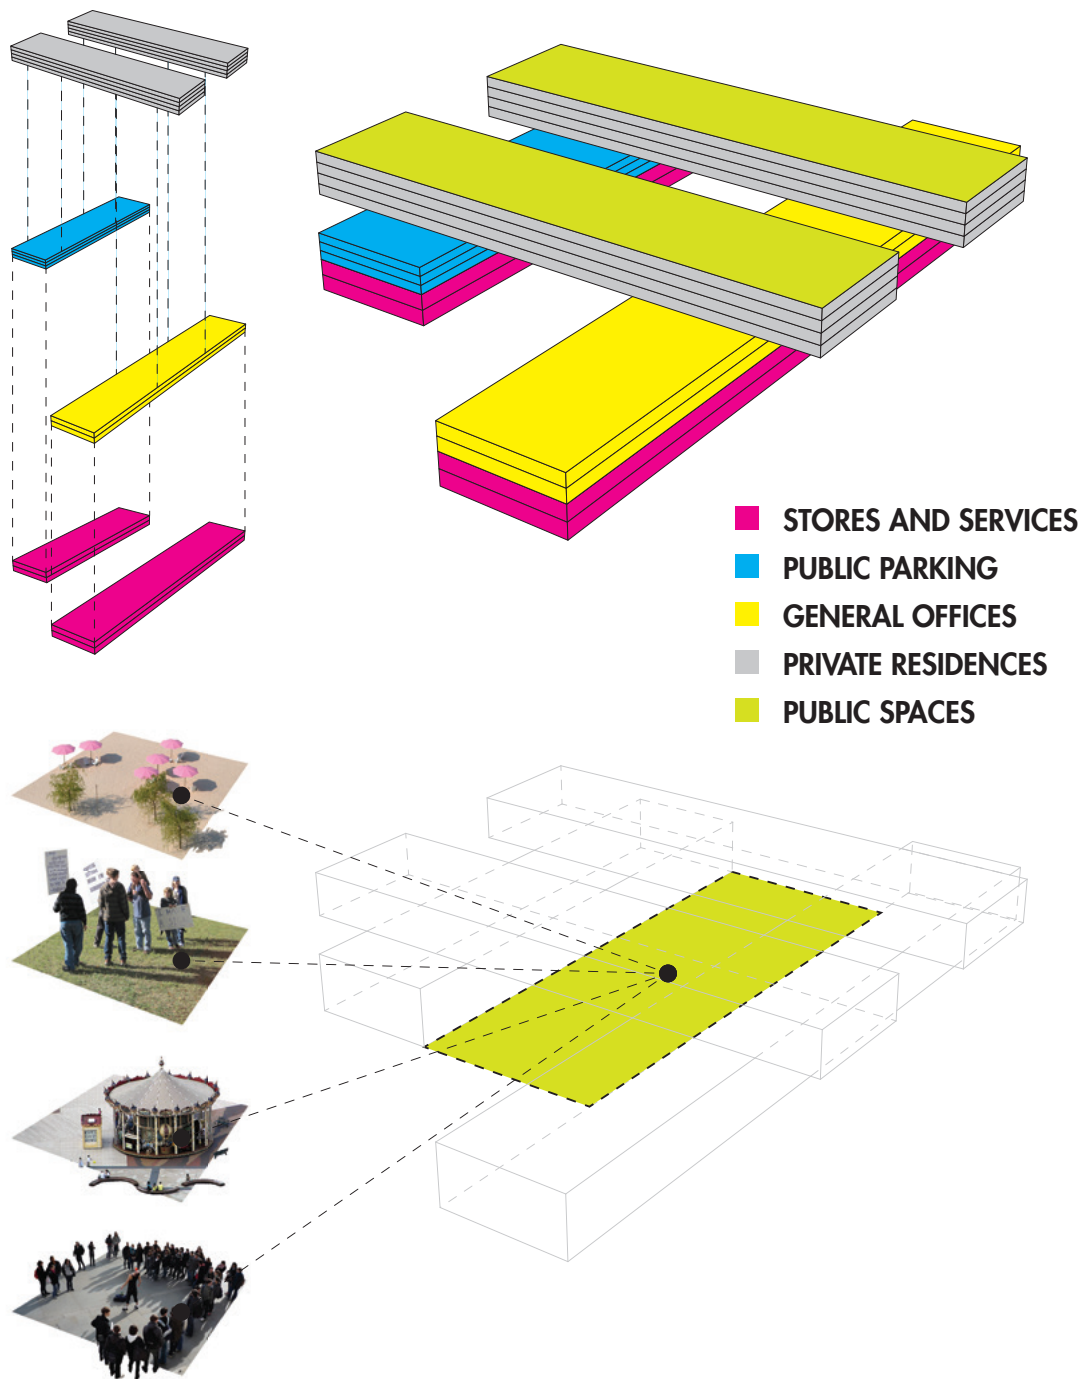 STORES AND SERVICES
PUBLIC PARKING
GENERAL OFFICES
PRIVATE RESIDENCES
PUBLIC SPACES